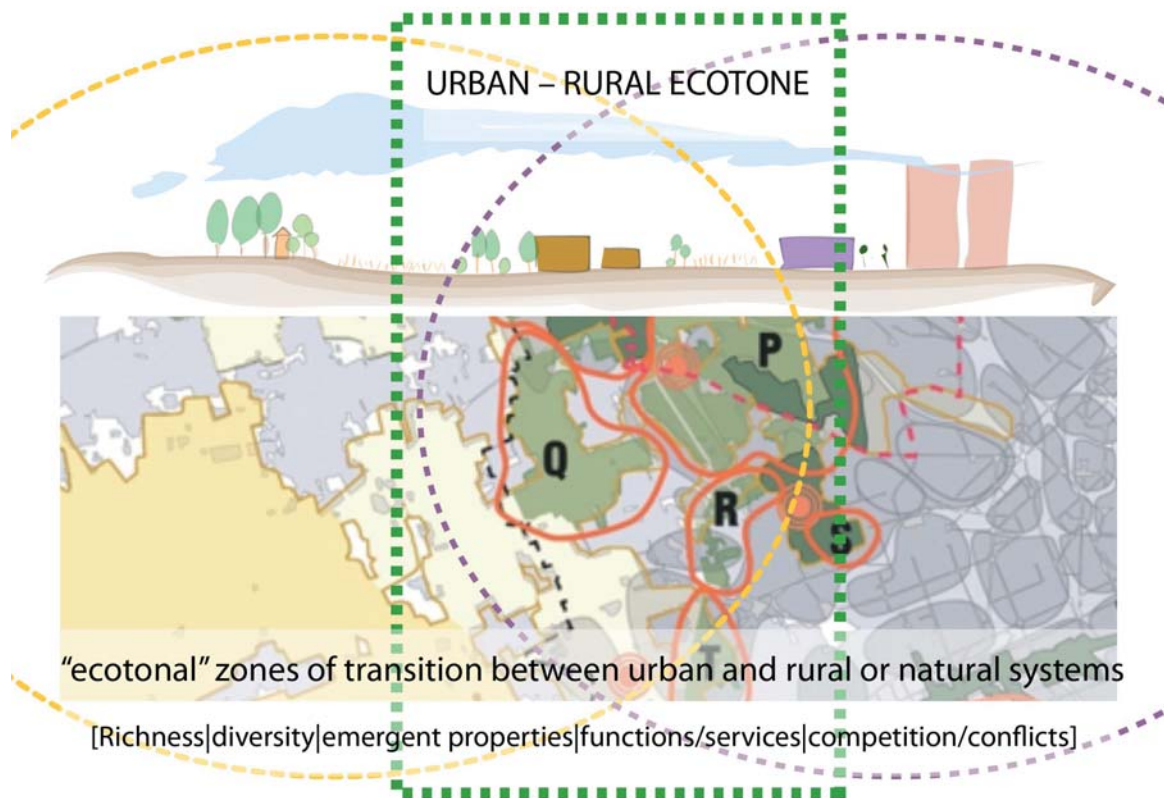 URBAN – RURAL ECOTONE
P
Q
R
S
T
“ecotonal” zones of transition between urban and rural or natural systems
[Richness|diversity|emergent properties|functions/services|competition/conflicts]